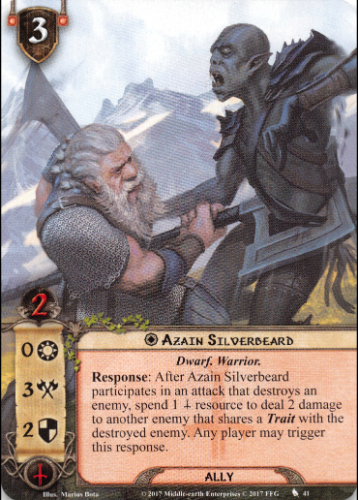 3
2
0
3
2
Azain Silverbeard
Dwarf. Warrior.
Response: After Azain Silverbeard
participates in an attack that destroys an
enemy, spend 1 resource to deal 2 damage
to another enemy that shares a Trait with
the destroyed enemy. Any player may trigger
this response.
ALLY
Illus. Marius Bota
© 2017 Middle-earth Enterprises © 2017 FFG
41